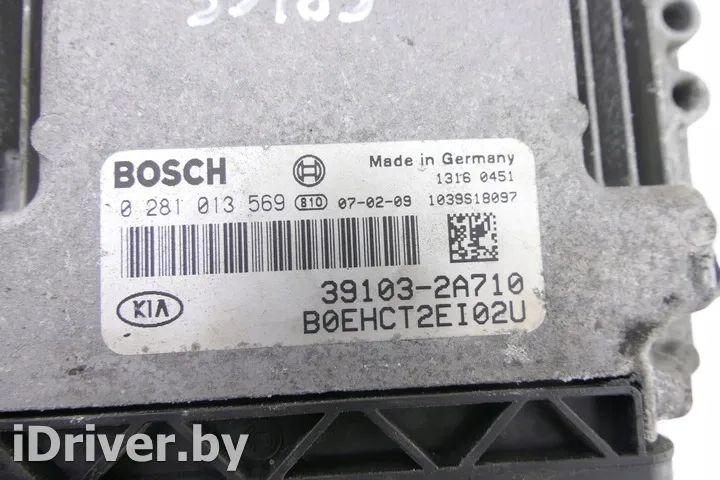 BOSCH
Made in Germany
1316 0451
0 281 013 569 810 07-02-09 1039S18097
39103-2A710
KIA
B0EHCT2EI02U
iDriver.by